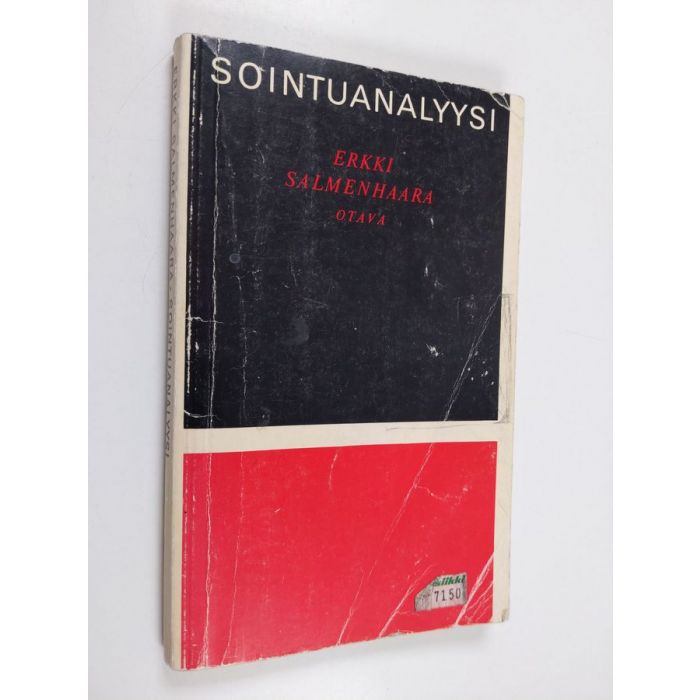 SOINTUANALYYSI
ERKKI
SALMENHAARA
OTAVA
ERKKI SALMENHAARA: SOINTUANALYYSI
7150